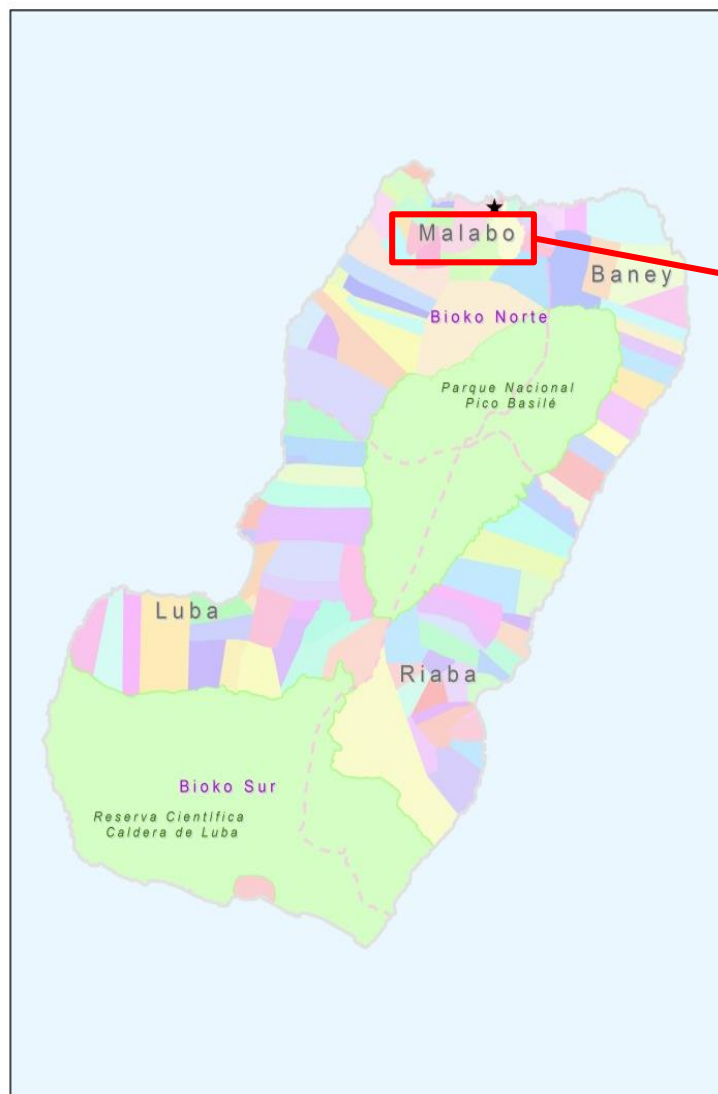 Malabo
Baney
Bioko Norte
Parque Nacional
Pico Basilé
Luba
Riaba
Bioko Sur
Reserva Científica
Caldera de Luba